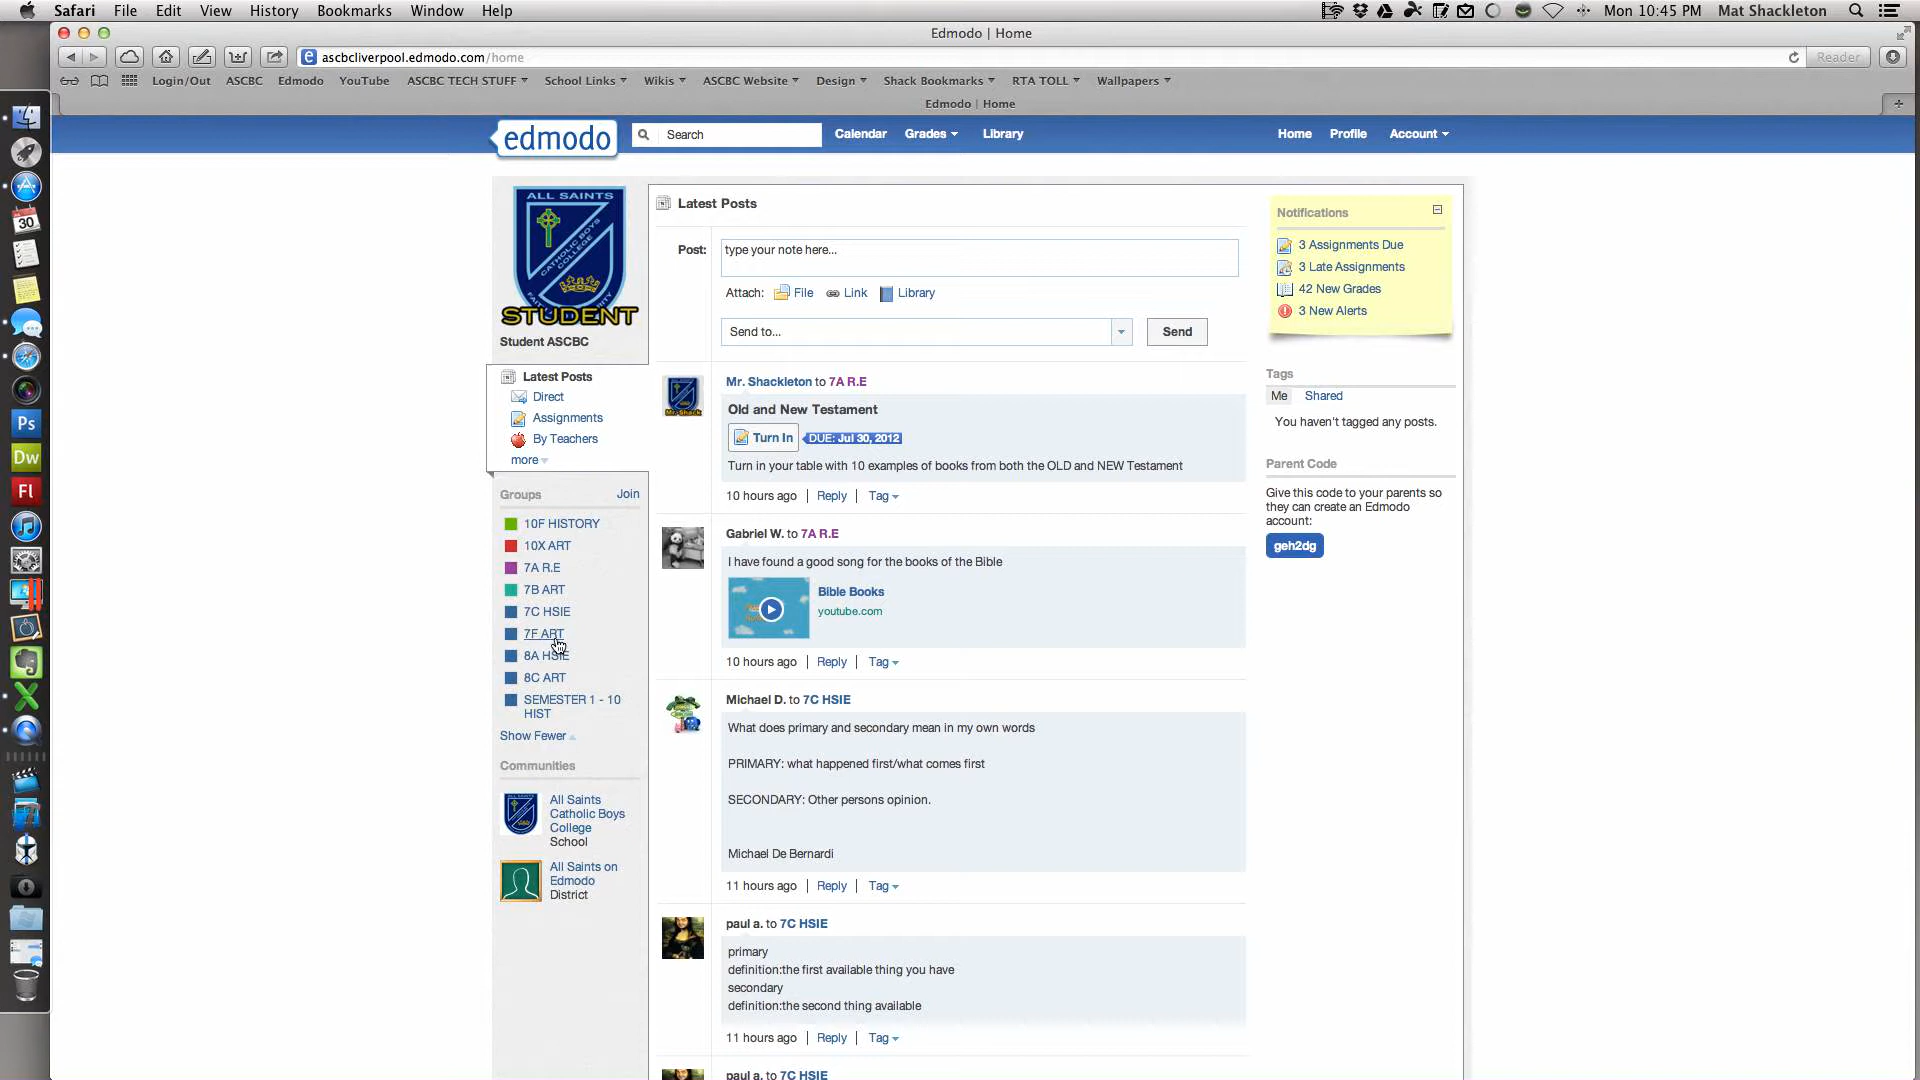 Safari File Edit View History Bookmarks Window Help Mon 10:45 PM Mat Shackleton
Edmodo | Home
ascbcliverpool.edmodo.com/home Reader
Login/Out ASCBC Edmodo YouTube ASCBC TECH STUFF School Links Wikis ASCBC Website Design Shack Bookmarks RTA TOLL Wallpapers
Edmodo | Home
edmodo Search Calendar Grades Library Home Profile Account
ALL SAINTS
CATHOLIC BOYS
COLLEGE
STUDENT
Student ASCBC
Latest Posts
Direct
Assignments
By Teachers
more
Groups Join
10F HISTORY
10X ART
7A R.E
7B ART
7C HSIE
7F ART
8A HSIE
8C ART
SEMESTER 1 - 10
HIST
Show Fewer
Communities
All Saints
Catholic Boys
College
School
All Saints on
Edmodo
District
Latest Posts
Post: type your note here...
Attach: File Link Library
Send to... Send
Mr. Shackleton to 7A R.E
Old and New Testament
Turn In DUE: Jul 30, 2012
Turn in your table with 10 examples of books from both the OLD and NEW Testament
10 hours ago | Reply | Tag
Gabriel W. to 7A R.E
I have found a good song for the books of the Bible
Bible Books
youtube.com
10 hours ago | Reply | Tag
Michael D. to 7C HSIE
What does primary and secondary mean in my own words
PRIMARY: what happened first/what comes first
SECONDARY: Other persons opinion.
Michael De Bernardi
11 hours ago | Reply | Tag
paul a. to 7C HSIE
primary
definition:the first available thing you have
secondary
definition:the second thing available
11 hours ago | Reply | Tag
paul a. to 7C HSIE
Notifications
3 Assignments Due
3 Late Assignments
42 New Grades
3 New Alerts
Tags
Me Shared
You haven't tagged any posts.
Parent Code
Give this code to your parents so
they can create an Edmodo
account:
geh2dg
30
Ps
Dw
Fl
Mr Shack